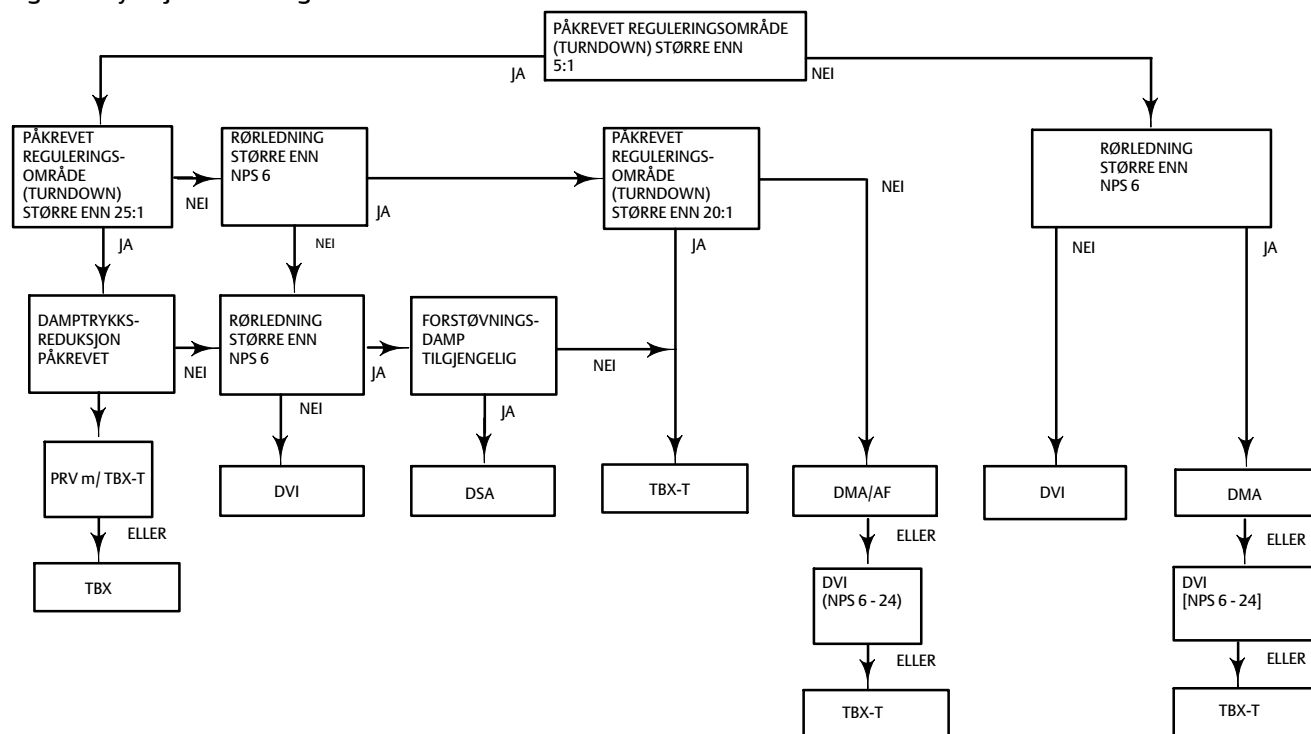 PÅKREVET REGULERINGSOMRÅDE
(TURNDOWN) STØRRE ENN
5:1
JA
NEI
PÅKREVET
REGULERINGS-
OMRÅDE
(TURNDOWN)
STØRRE ENN 25:1
NEI
JA
RØRLEDNING
STØRRE ENN
NPS 6
JA
NEI
PÅKREVET
REGULERINGS-
OMRÅDE
(TURNDOWN)
STØRRE ENN 20:1
NEI
JA
RØRLEDNING
STØRRE ENN
NPS 6
NEI
JA
DAMPTRYKKS-
REDUKSJON
PÅKREVET
NEI
RØRLEDNING
STØRRE ENN
NPS 6
JA
NEI
FORSTØVNINGS-
DAMP
TILGJENGELIG
NEI
JA
PRV m/ TBX-T
ELLER
TBX
DVI
DSA
TBX-T
DMA/AF
ELLER
DVI
(NPS 6 - 24)
ELLER
TBX-T
DVI
DMA
ELLER
DVI
[NPS 6 - 24]
ELLER
TBX-T